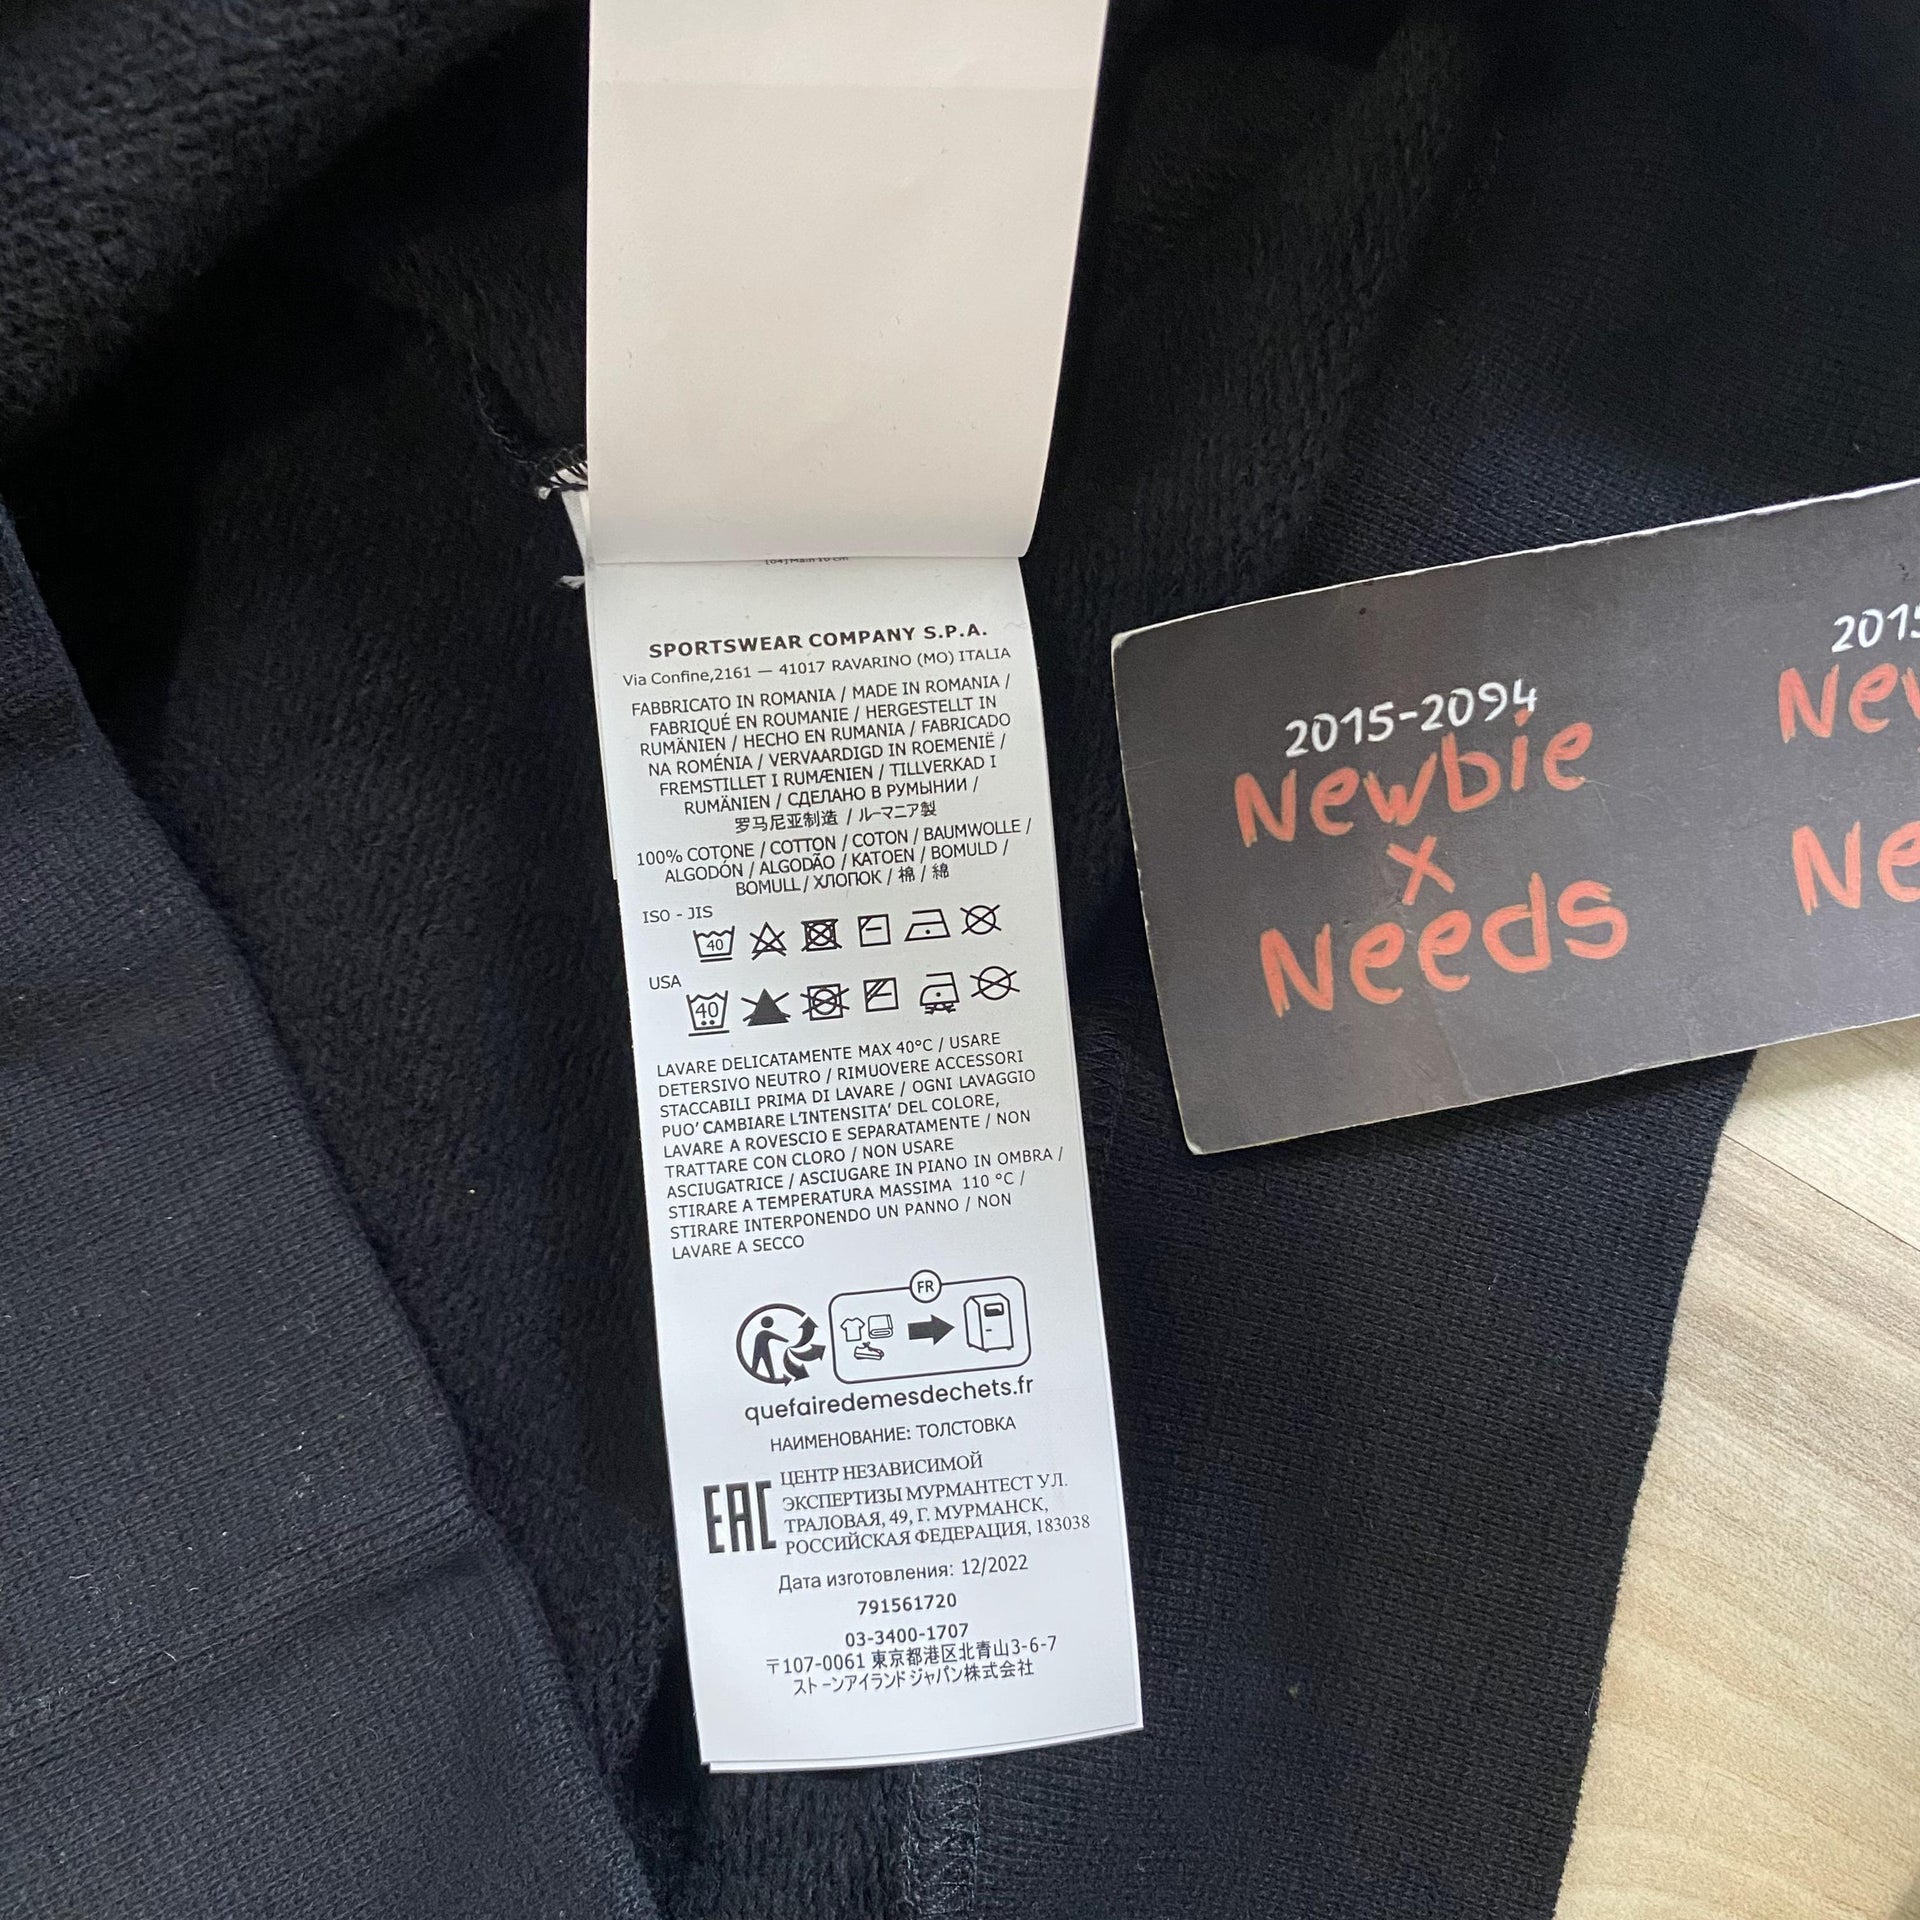 SPORTSWEAR COMPANY S.P.A.
Via Confine,2161 — 41017 RAVARINO (MO) ITALIA
FABBRICATO IN ROMANIA / MADE IN ROMANIA /
FABRIQUÉ EN ROUMANIE / HERGESTELLT IN
RUMÄNIEN / HECHO EN RUMANIA / FABRICADO
NA ROMÉNIA / VERVAARDIGD IN ROEMENIË /
FREMSTILLET I RUMÆNIEN / TILLVERKAD I
RUMÄNIEN / СДЕЛАНО В РУМЫНИИ /
罗马尼亚制造 / ルーマニア製
100% COTONE / COTTON / COTON / BAUMWOLLE /
ALGODÓN / ALGODÃO / KATOEN / BOMULD /
BOMULL / ХЛОПОК / 棉 / 綿
ISO - JIS
40
USA
40
LAVARE DELICATAMENTE MAX 40°C / USARE
DETERSIVO NEUTRO / RIMUOVERE ACCESSORI
STACCABILI PRIMA DI LAVARE / OGNI LAVAGGIO
PUO' CAMBIARE L'INTENSITA' DEL COLORE,
LAVARE A ROVESCIO E SEPARATAMENTE / NON
TRATTARE CON CLORO / NON USARE
ASCIUGATRICE / ASCIUGARE IN PIANO IN OMBRA /
STIRARE A TEMPERATURA MASSIMA 110 °C /
STIRARE INTERPONENDO UN PANNO / NON
LAVARE A SECCO
FR
quefairedemesdechets.fr
НАИМЕНОВАНИЕ: ТОЛСТОВКА
EAC
ЦЕНТР НЕЗАВИСИМОЙ
ЭКСПЕРТИЗЫ МУРМАНТЕСТ УЛ.
ТРАЛОВАЯ, 49, Г. МУРМАНСК,
РОССИЙСКАЯ ФЕДЕРАЦИЯ, 183038
Дата изготовления: 12/2022
791561720
03-3400-1707
〒107-0061 東京都港区北青山3-6-7
ストーンアイランドジャパン株式会社
2015-2094
Newbie
x
Needs
2015
New
Ne